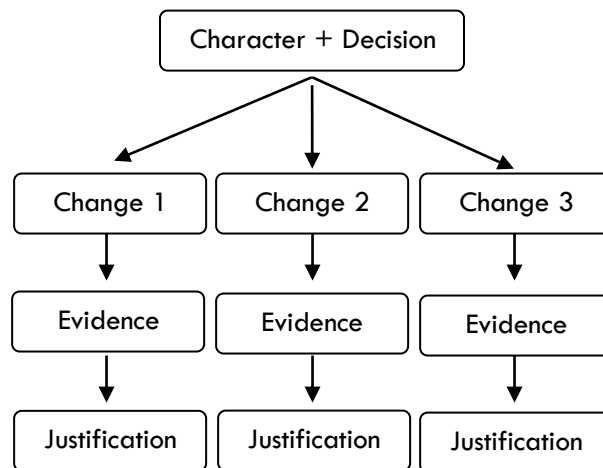 Character + Decision
Change 1
Change 2
Change 3
Evidence
Evidence
Evidence
Justification
Justification
Justification